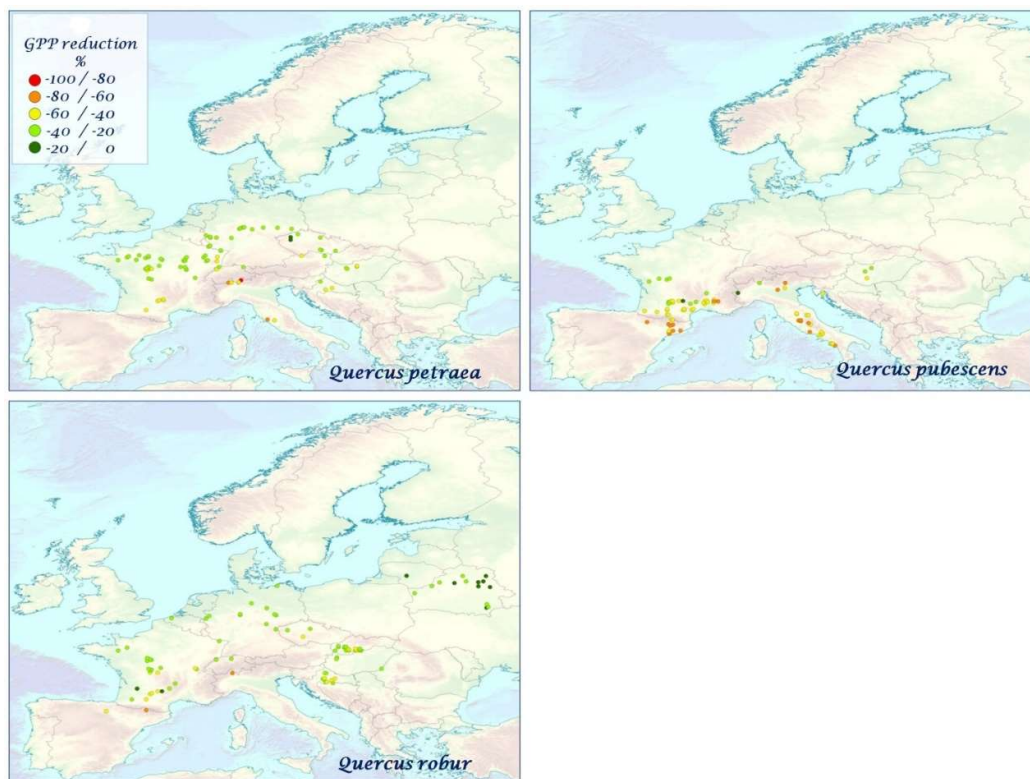 GPP reduction
%
-100 / -80
-80 / -60
-60 / -40
-40 / -20
-20 / 0
Quercus petraea
Quercus pubescens
Quercus robur